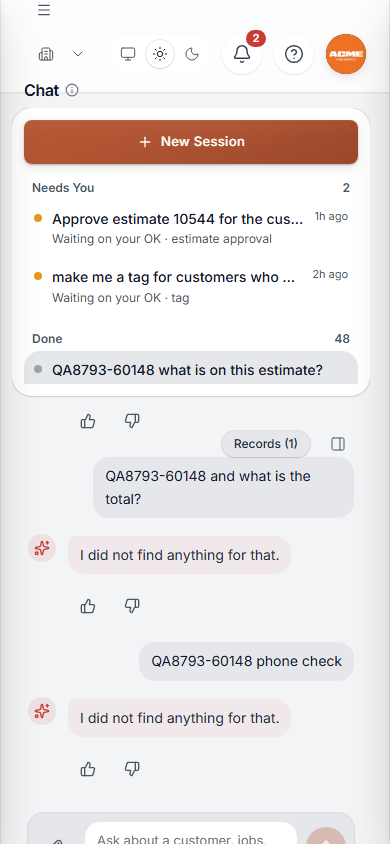 2
ACME
Chat
New Session
Needs You
2
Approve estimate 10544 for the cus...
1h ago
Waiting on your OK · estimate approval
make me a tag for customers who ...
2h ago
Waiting on your OK · tag
Done
48
QA8793-60148 what is on this estimate?
Records (1)
QA8793-60148 and what is the
total?
I did not find anything for that.
QA8793-60148 phone check
I did not find anything for that.
Ask about a customer, jobs,